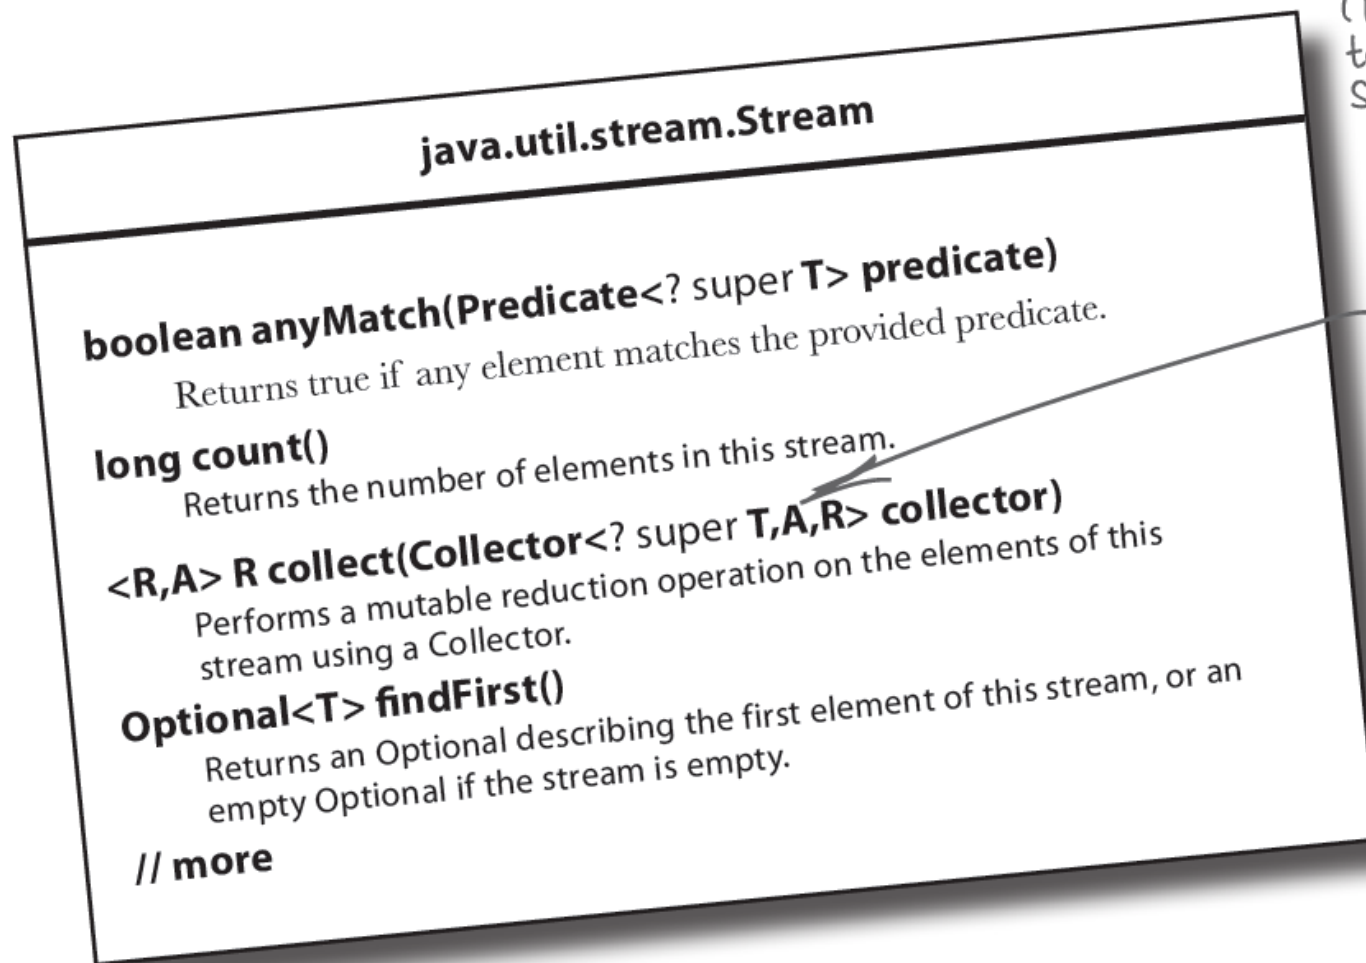 java.util.stream.Stream
boolean anyMatch(Predicate<? super T> predicate)
Returns true if any element matches the provided predicate.
long count()
Returns the number of elements in this stream.
<R,A> R collect(Collector<? super T,A,R> collector)
Performs a mutable reduction operation on the elements of this
stream using a Collector.
Optional<T> findFirst()
Returns an Optional describing the first element of this stream, or an
empty Optional if the stream is empty.
// more